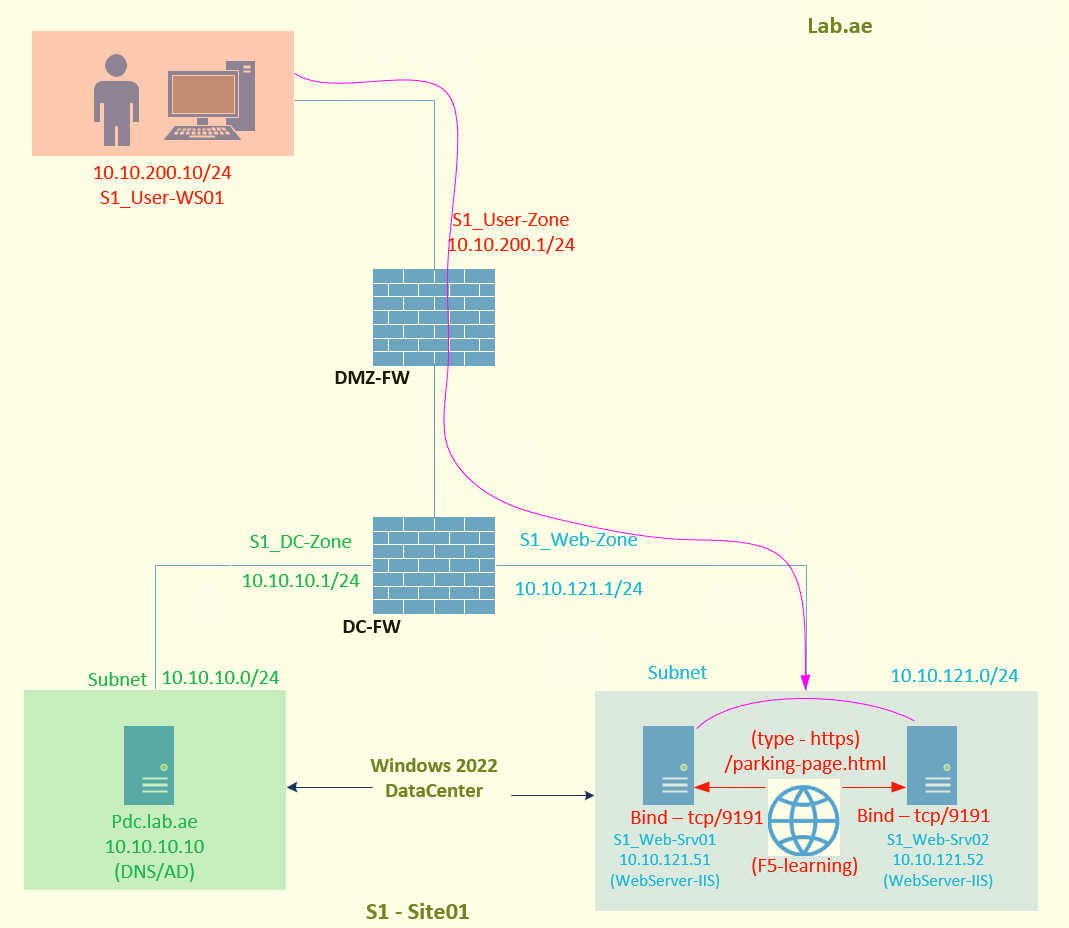 Lab.ae
10.10.200.10/24
S1_User-WS01
S1_User-Zone
10.10.200.1/24
DMZ-FW
S1_DC-Zone
10.10.10.1/24
S1_Web-Zone
10.10.121.1/24
DC-FW
Subnet 10.10.10.0/24
Subnet 10.10.121.0/24
Pdc.lab.ae
10.10.10.10
(DNS/AD)
Windows 2022
DataCenter
(type - https)
/parking-page.html
Bind – tcp/9191
S1_Web-Srv01
10.10.121.51
(WebServer-IIS)
(F5-learning)
Bind – tcp/9191
S1_Web-Srv02
10.10.121.52
(WebServer-IIS)
S1 - Site01